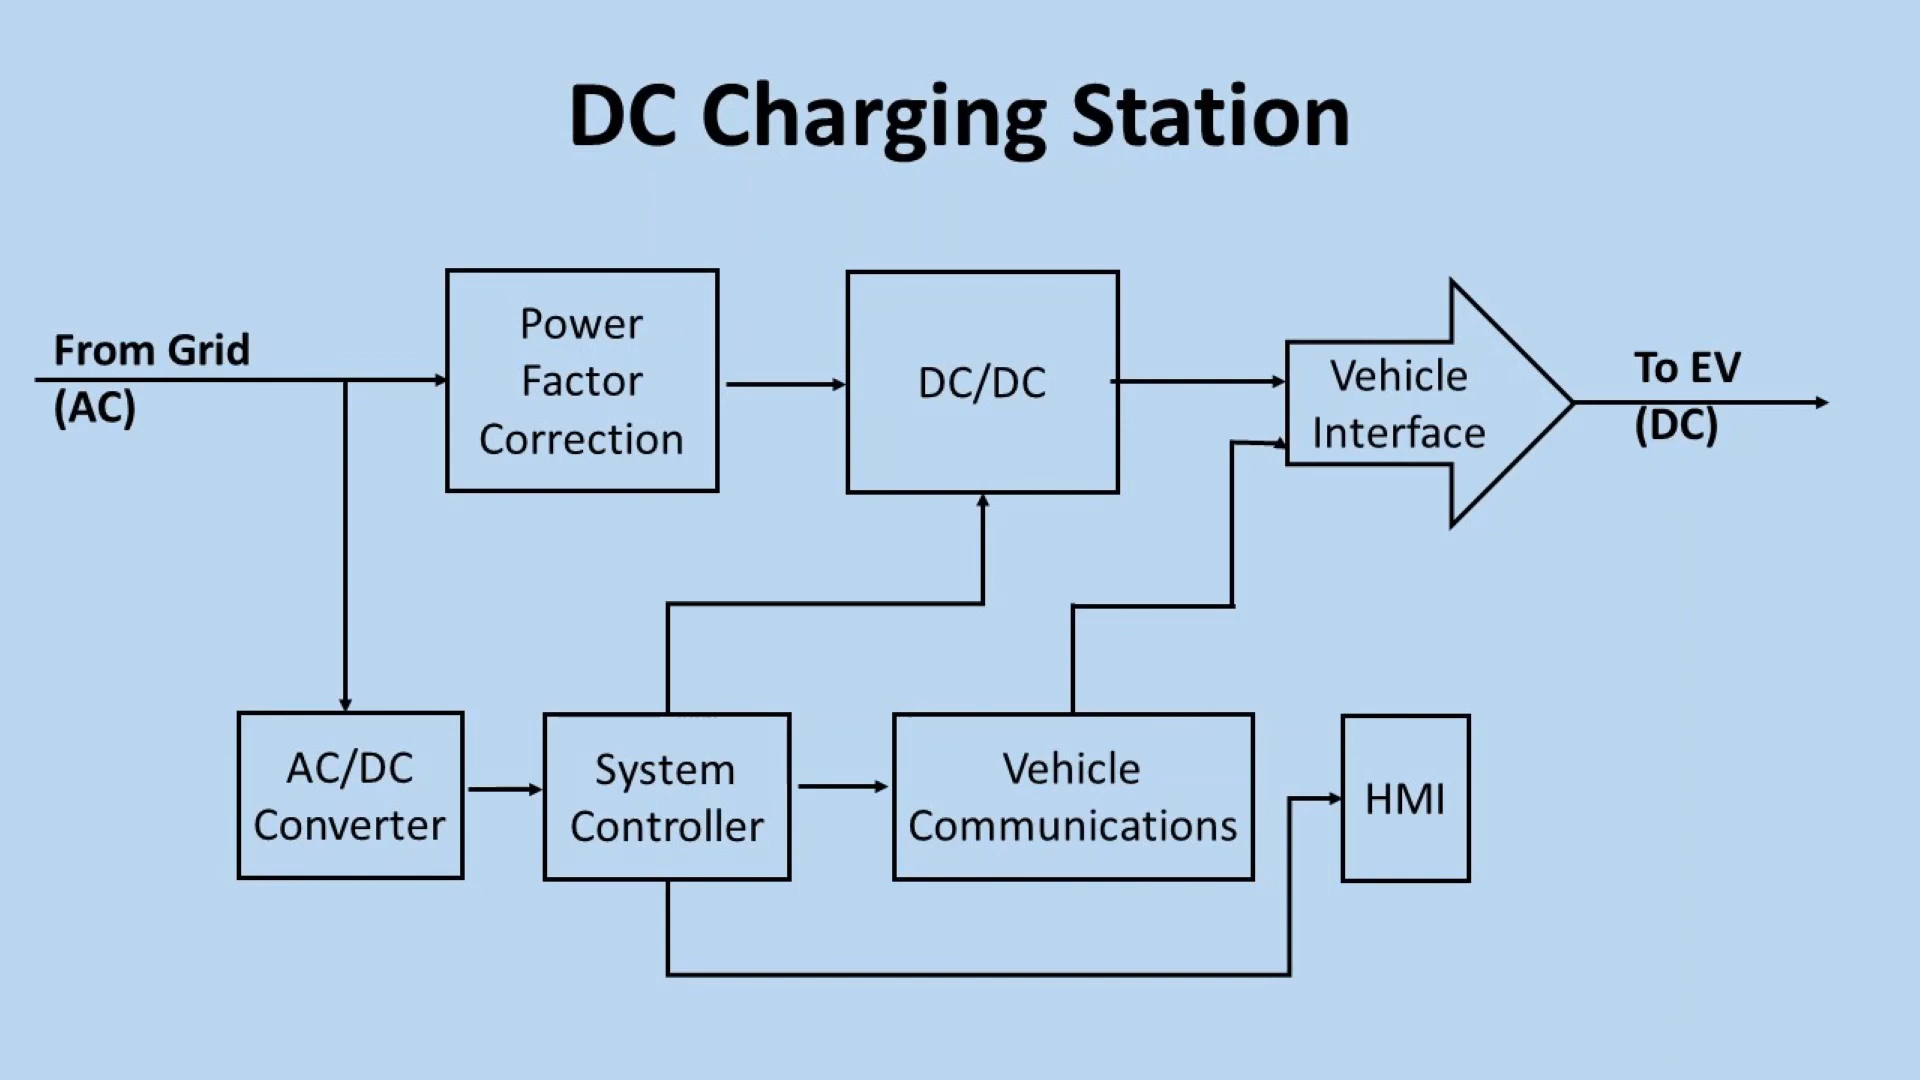 DC Charging Station
From Grid
(AC)
Power
Factor
Correction
DC/DC
Vehicle
Interface
To EV
(DC)
AC/DC
Converter
System
Controller
Vehicle
Communications
HMI